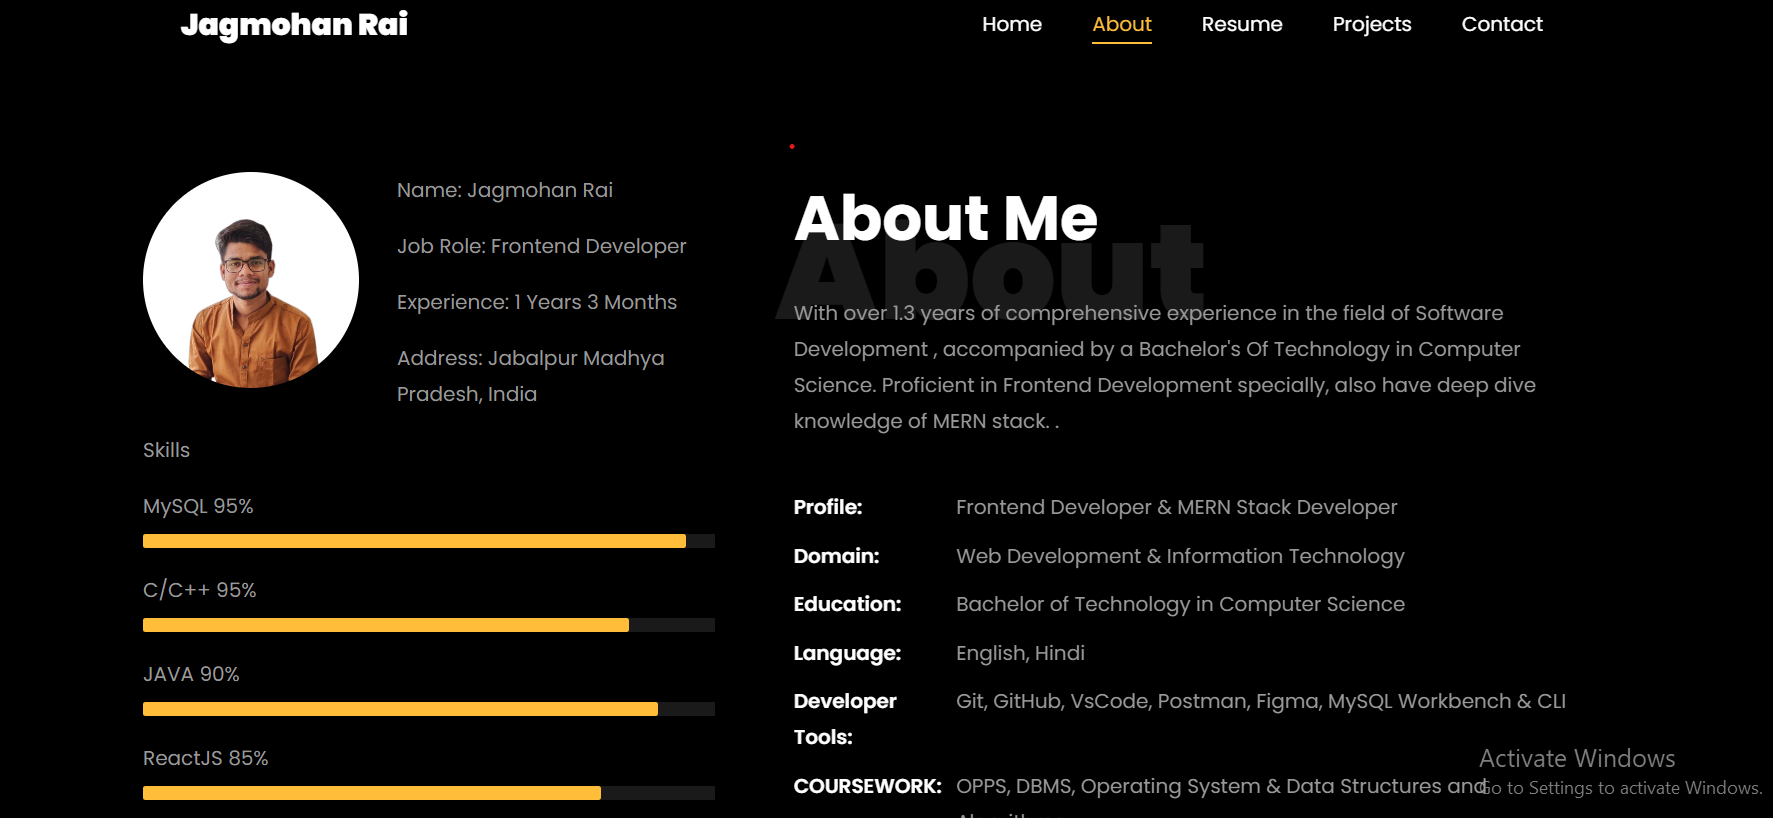 Jagmohan Rai
Home About Resume Projects Contact
Name: Jagmohan Rai
Job Role: Frontend Developer
Experience: 1 Years 3 Months
Address: Jabalpur Madhya
Pradesh, India
Skills
MySQL 95%
C/C++ 95%
JAVA 90%
ReactJS 85%
About Me
About
With over 1.3 years of comprehensive experience in the field of Software
Development , accompanied by a Bachelor's Of Technology in Computer
Science. Proficient in Frontend Development specially, also have deep dive
knowledge of MERN stack. .
Profile: Frontend Developer & MERN Stack Developer
Domain: Web Development & Information Technology
Education: Bachelor of Technology in Computer Science
Language: English, Hindi
Developer Git, GitHub, VsCode, Postman, Figma, MySQL Workbench & CLI
Tools:
COURSEWORK: OPPS, DBMS, Operating System & Data Structures and
Activate Windows
Go to Settings to activate Windows.